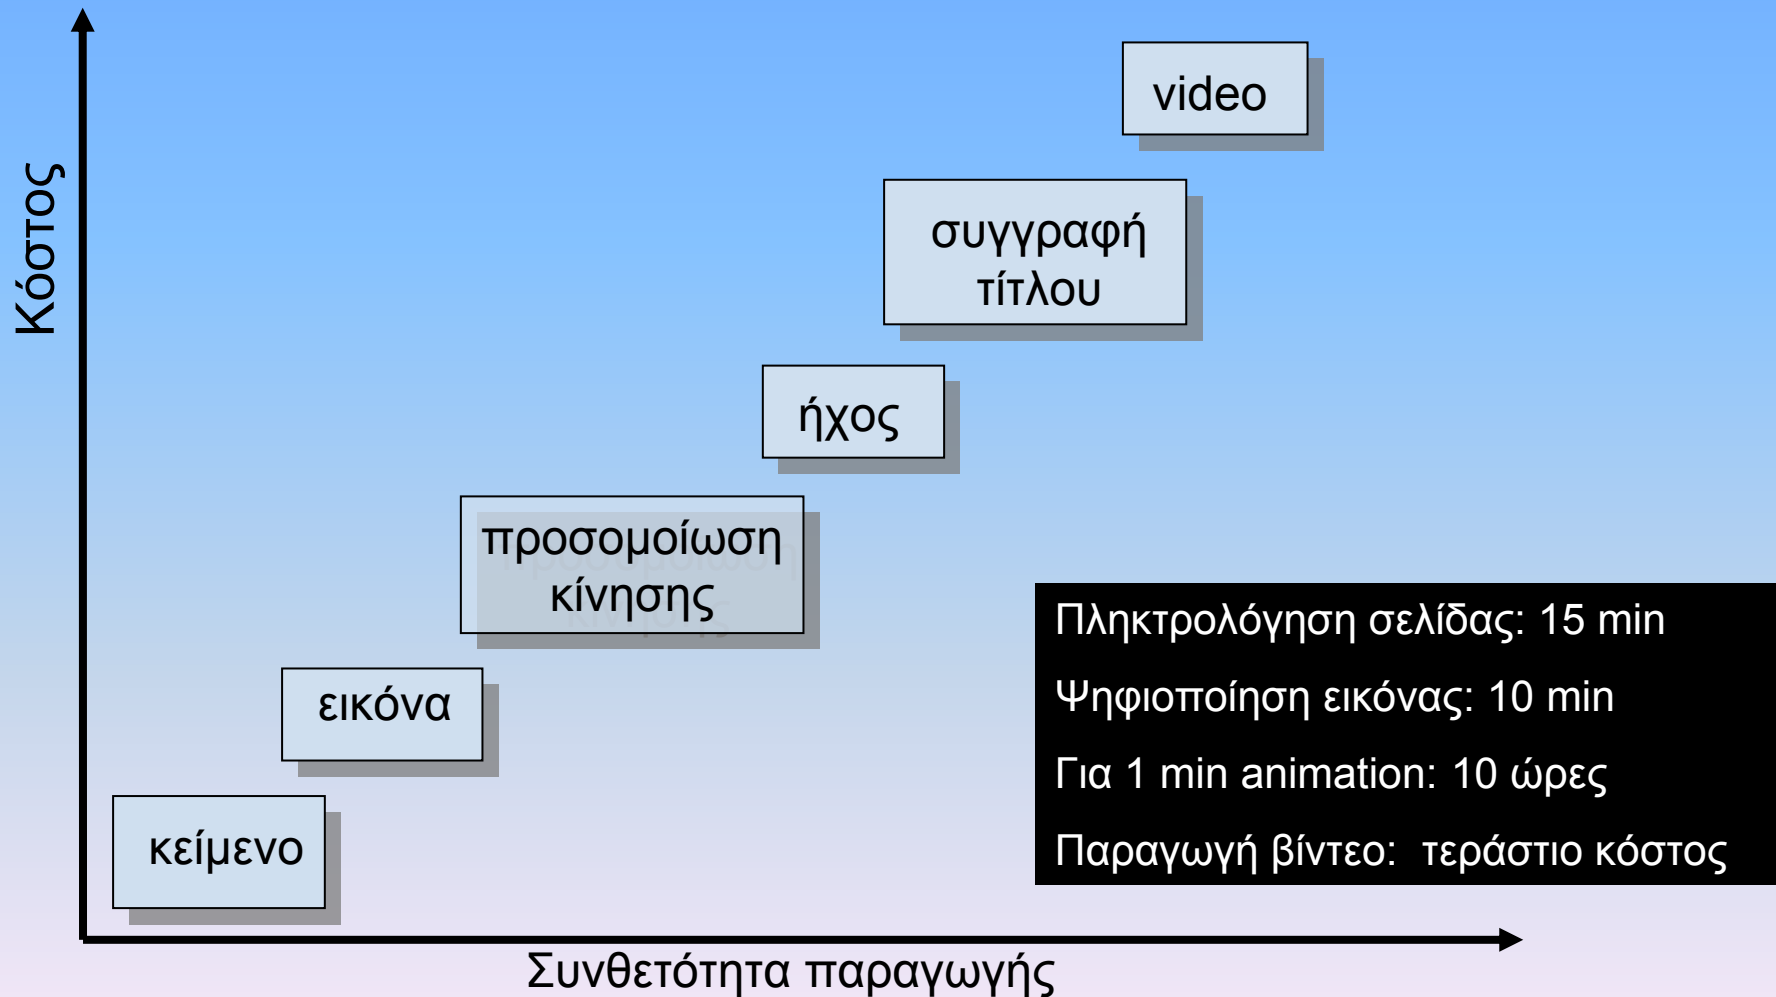 Κόστος
video
συγγραφή
τίτλου
ήχος
προσομοίωση
κίνησης
εικόνα
κείμενο
Πληκτρολόγηση σελίδας: 15 min
Ψηφιοποίηση εικόνας: 10 min
Για 1 min animation: 10 ώρες
Παραγωγή βίντεο: τεράστιο κόστος
Συνθετότητα παραγωγής